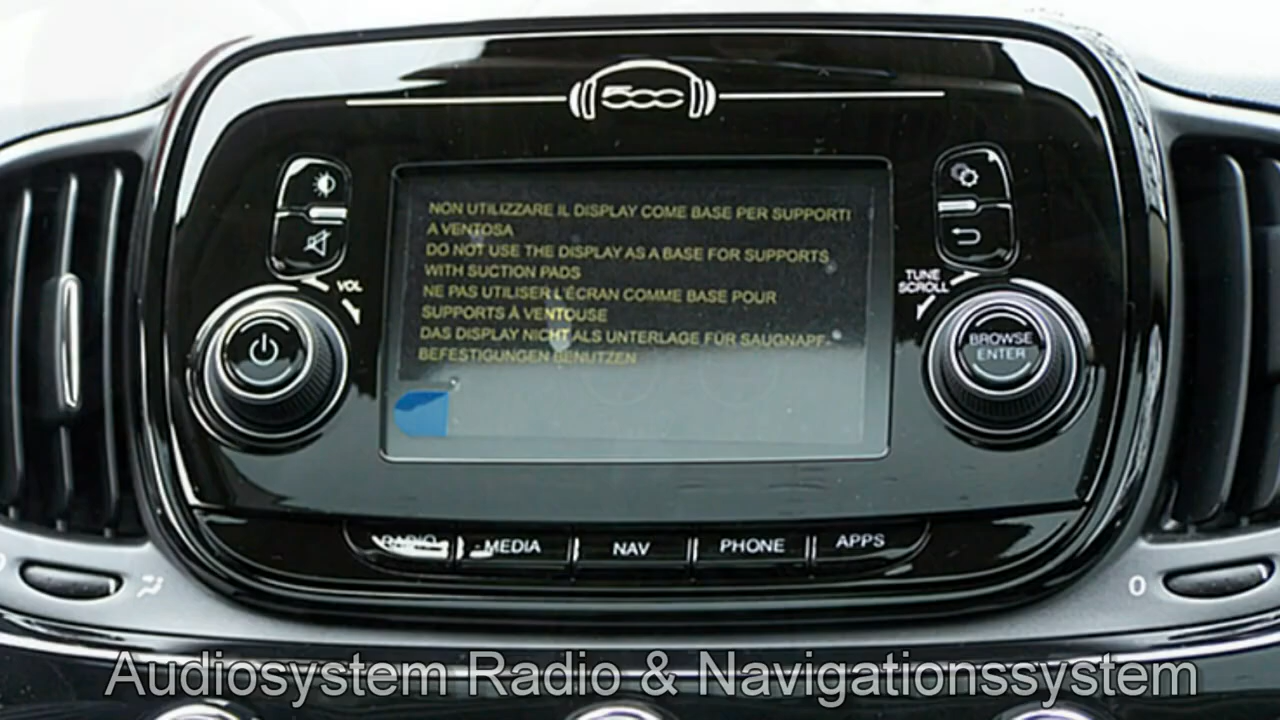 500
NON UTILIZZARE IL DISPLAY COME BASE PER SUPPORTI
A VENTOSA
DO NOT USE THE DISPLAY AS A BASE FOR SUPPORTS
WITH SUCTION PADS
NE PAS UTILISER L'ÉCRAN COMME BASE POUR
SUPPORTS À VENTOUSE
DAS DISPLAY NICHT ALS UNTERLAGE FÜR SAUGNAPF-
BEFESTIGUNGEN BENUTZEN
VOL
TUNE
SCROLL
BROWSE
ENTER
RADIO MEDIA NAV PHONE APPS
0
Audiosystem Radio & Navigationssystem